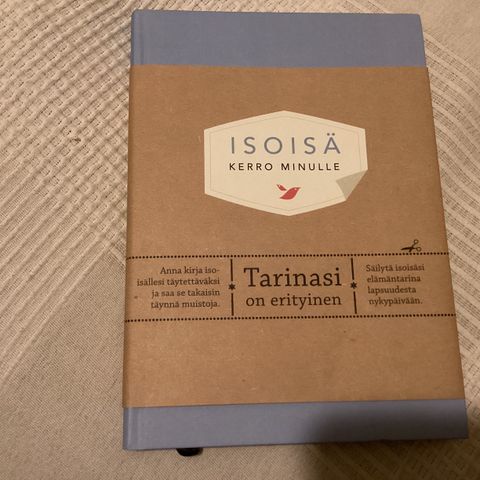 ISOISÄ
KERRO MINULLE
Anna kirja iso-
isällesi täytettäväksi
ja saa se takaisin
täynnä muistoja.
Tarinasi
on erityinen
Säilytä isoisäsi
elämäntarina
lapsuudesta
nykypäivään.